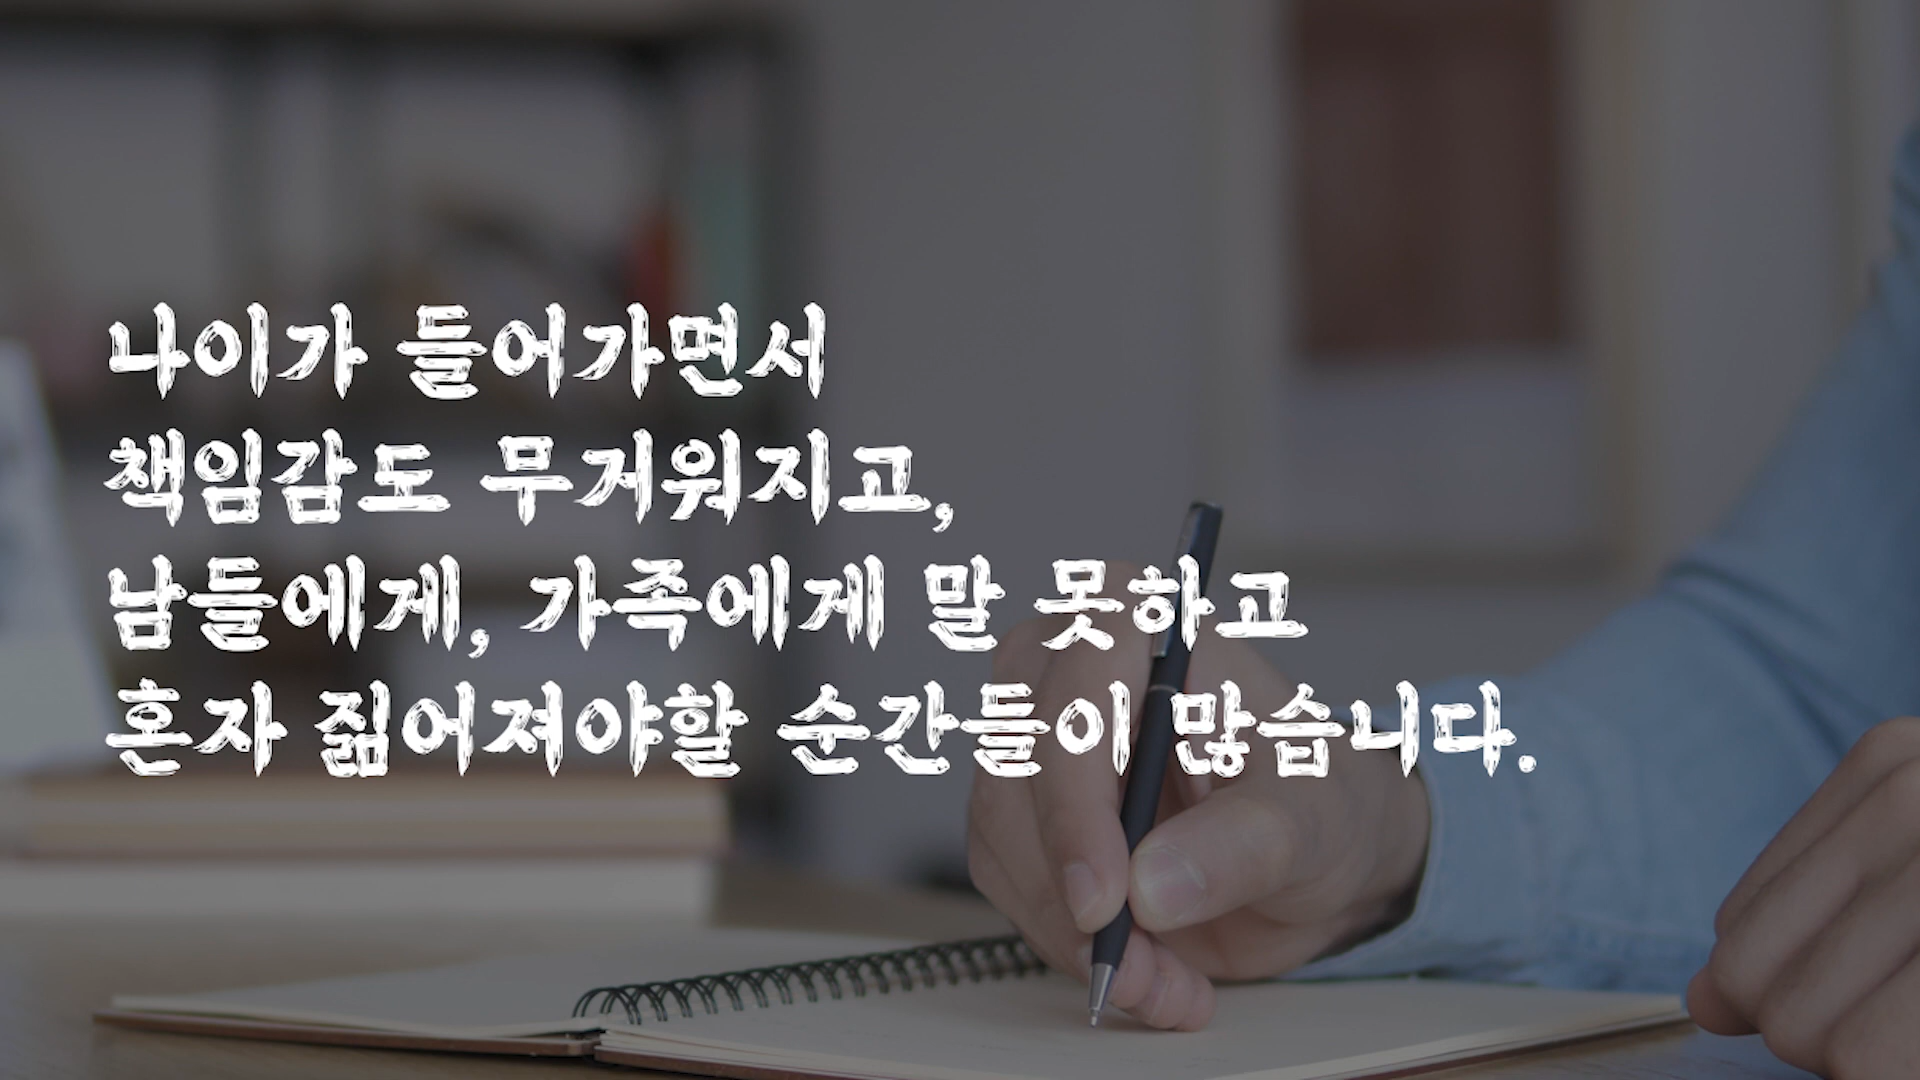 나이가 들어가면서
책임감도 무거워지고,
남들에게, 가족에게 말 못하고
혼자 짊어져야할 순간들이 많습니다.